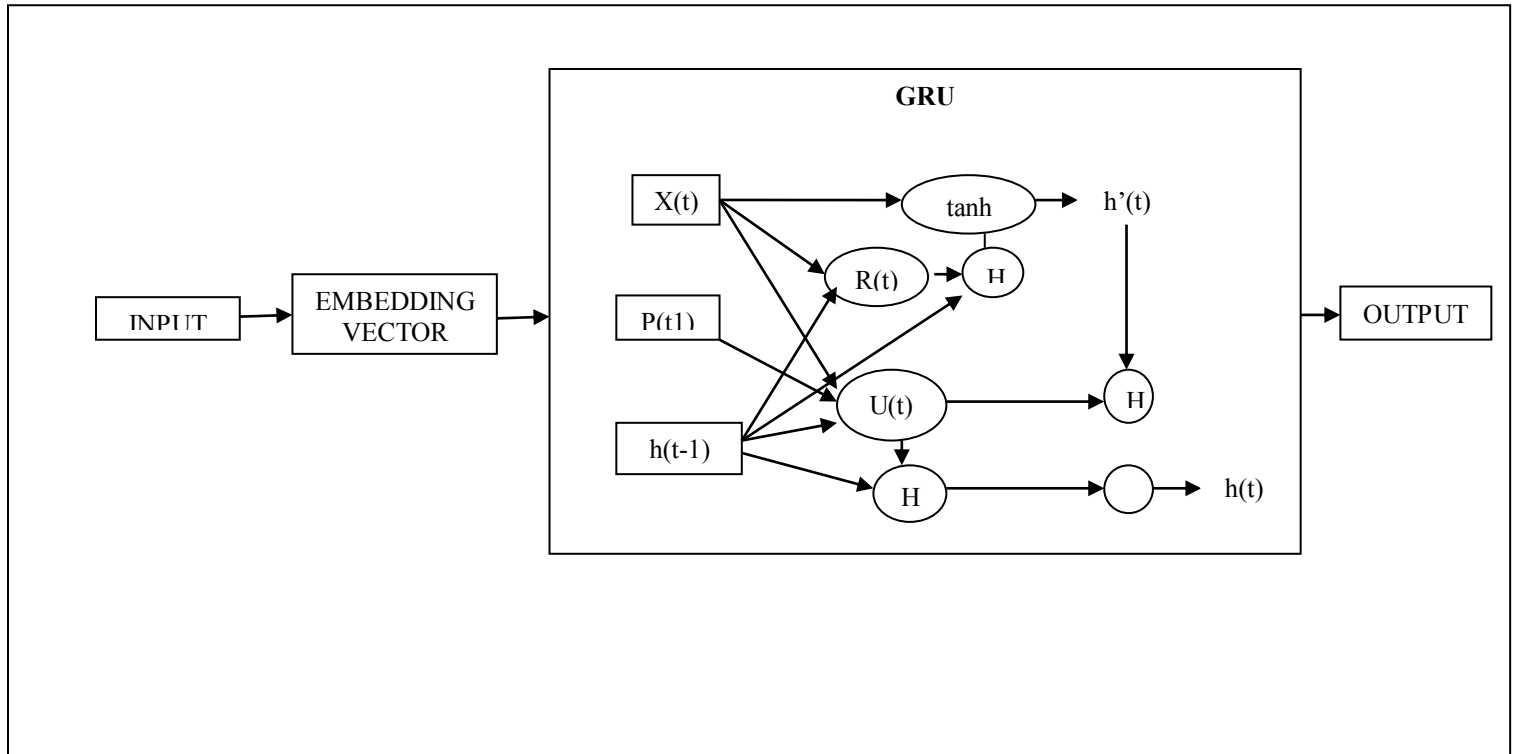 GRU
X(t)
tanh
h’(t)
R(t)
H
INPUT
EMBEDDING
VECTOR
P(t1)
OUTPUT
U(t)
H
h(t-1)
H
h(t)